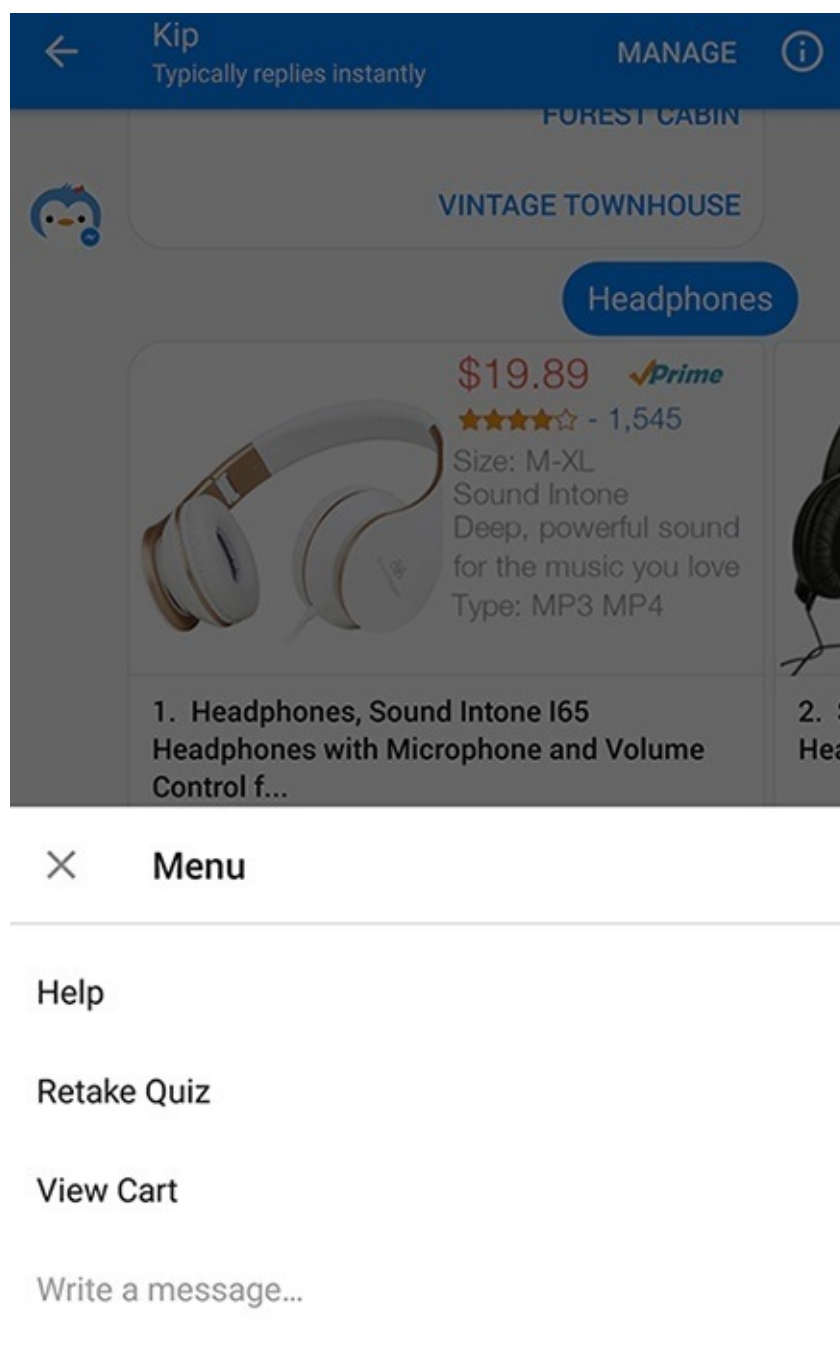 Kip
Typically replies instantly
MANAGE
FOREST CABIN
VINTAGE TOWNHOUSE
Headphones
$19.89 Prime
- 1,545
Size: M-XL
Sound Intone
Deep, powerful sound
for the music you love
Type: MP3 MP4
1. Headphones, Sound Intone I65
Headphones with Microphone and Volume
Control f...
2.
Hea
Menu
Help
Retake Quiz
View Cart
Write a message...